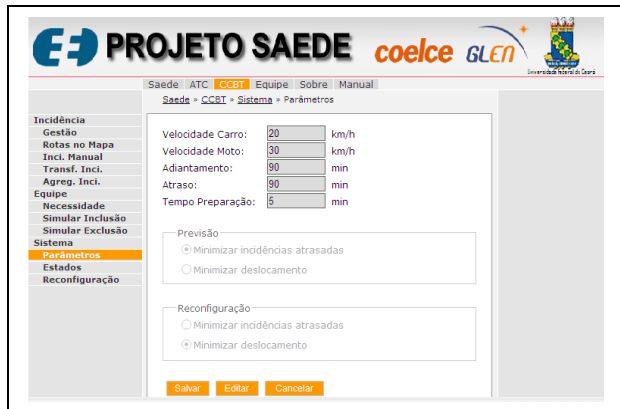 PROJETO SAEDE
coelce
GLEN
Universidade Federal do Ceará
Saede ATC CCBT Equipe Sobre Manual
Saede » CCBT » Sistema » Parâmetros
Incidência
Gestão
Rotas no Mapa
Inci. Manual
Transf. Inci.
Agreg. Inci.
Equipe
Necessidade
Simular Inclusão
Simular Exclusão
Sistema
Parâmetros
Estados
Reconfiguração
Velocidade Carro: 20 km/h
Velocidade Moto: 30 km/h
Adiantamento: 90 min
Atraso: 90 min
Tempo Preparação: 5 min
Previsão
Minimizar incidências atrasadas
Minimizar deslocamento
Reconfiguração
Minimizar incidências atrasadas
Minimizar deslocamento
Salvar Editar Cancelar